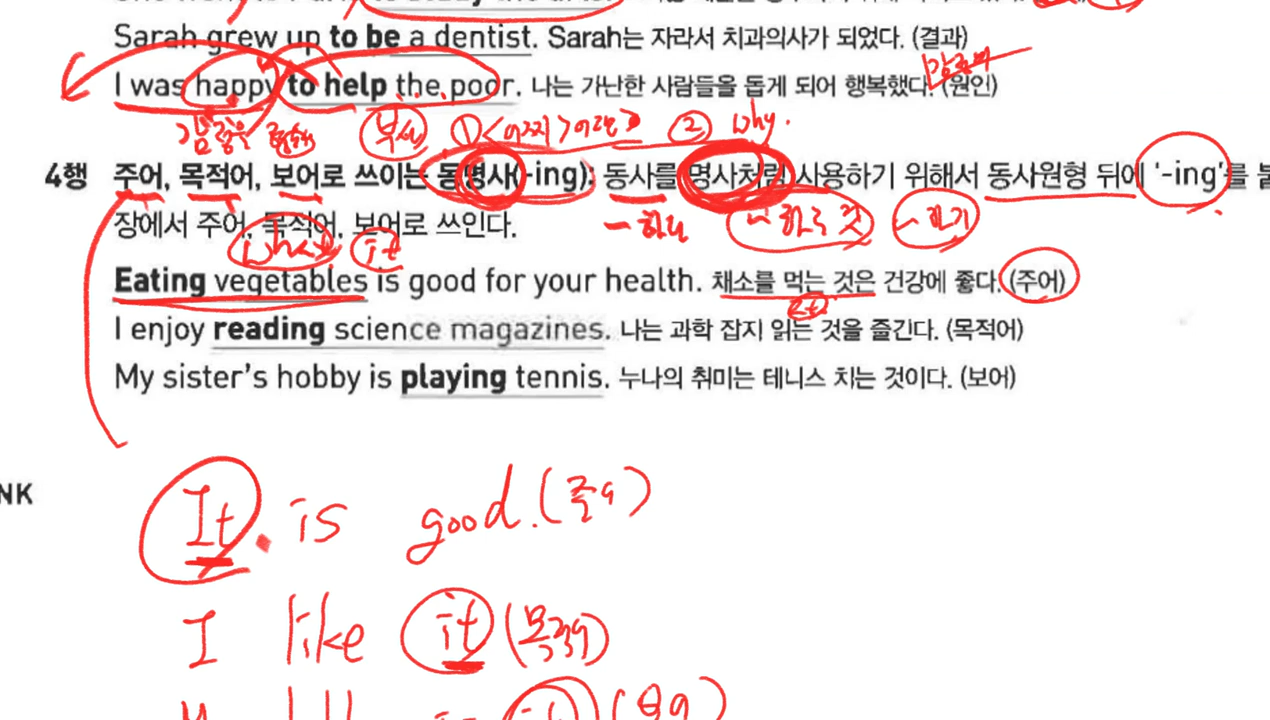 Sarah grew up to be a dentist. Sarah는 자라서 치과의사가 되었다. (결과)
I was happy to help the poor. 나는 가난한 사람들을 돕게 되어 행복했다. (원인)
부사 ① ② why.
4행 주어, 목적어, 보어로 쓰이는 동명사(-ing): 동사를 명사처럼 사용하기 위해서 동사원형 뒤에 '-ing'를
장에서 주어, 목적어, 보어로 쓰인다.
~하다 ~하는 것 ~하기
what it
Eating vegetables is good for your health. 채소를 먹는 것은 건강에 좋다. (주어)
I enjoy reading science magazines. 나는 과학 잡지 읽는 것을 즐긴다. (목적어)
My sister's hobby is playing tennis. 누나의 취미는 테니스 치는 것이다. (보어)
NK
It is good. (주어)
I like it (목적어)